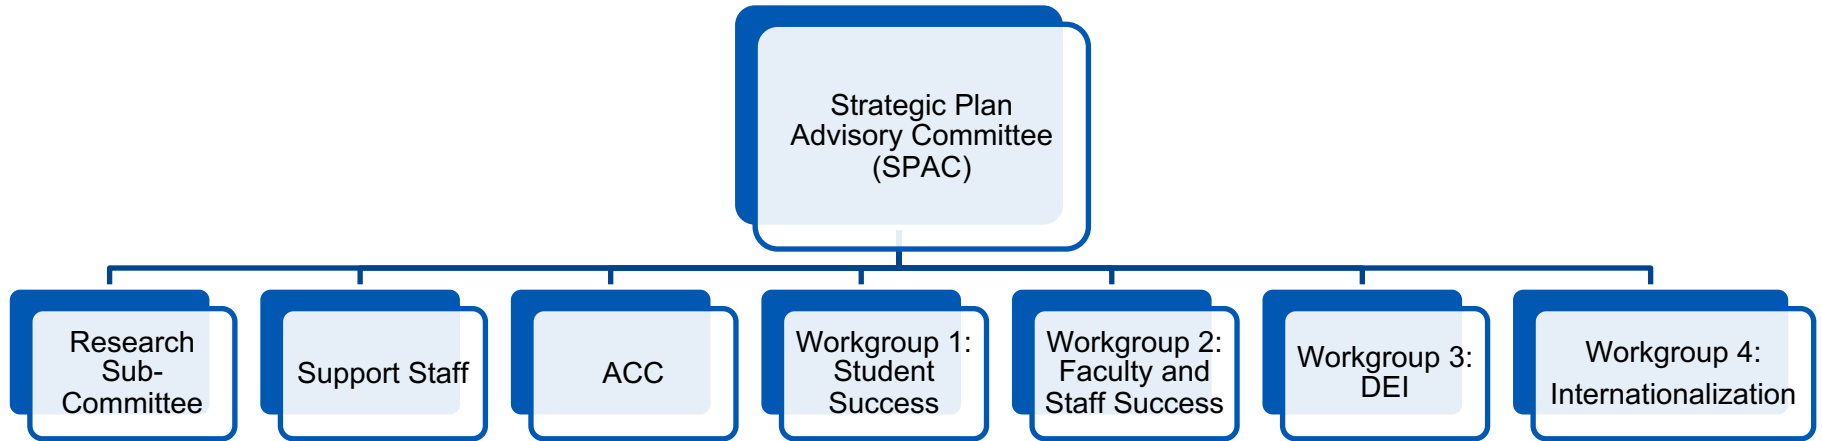 Strategic Plan
Advisory Committee
(SPAC)
Research
Sub-
Committee
Support Staff
ACC
Workgroup 1:
Student
Success
Workgroup 2:
Faculty and
Staff Success
Workgroup 3:
DEI
Workgroup 4:
Internationalization